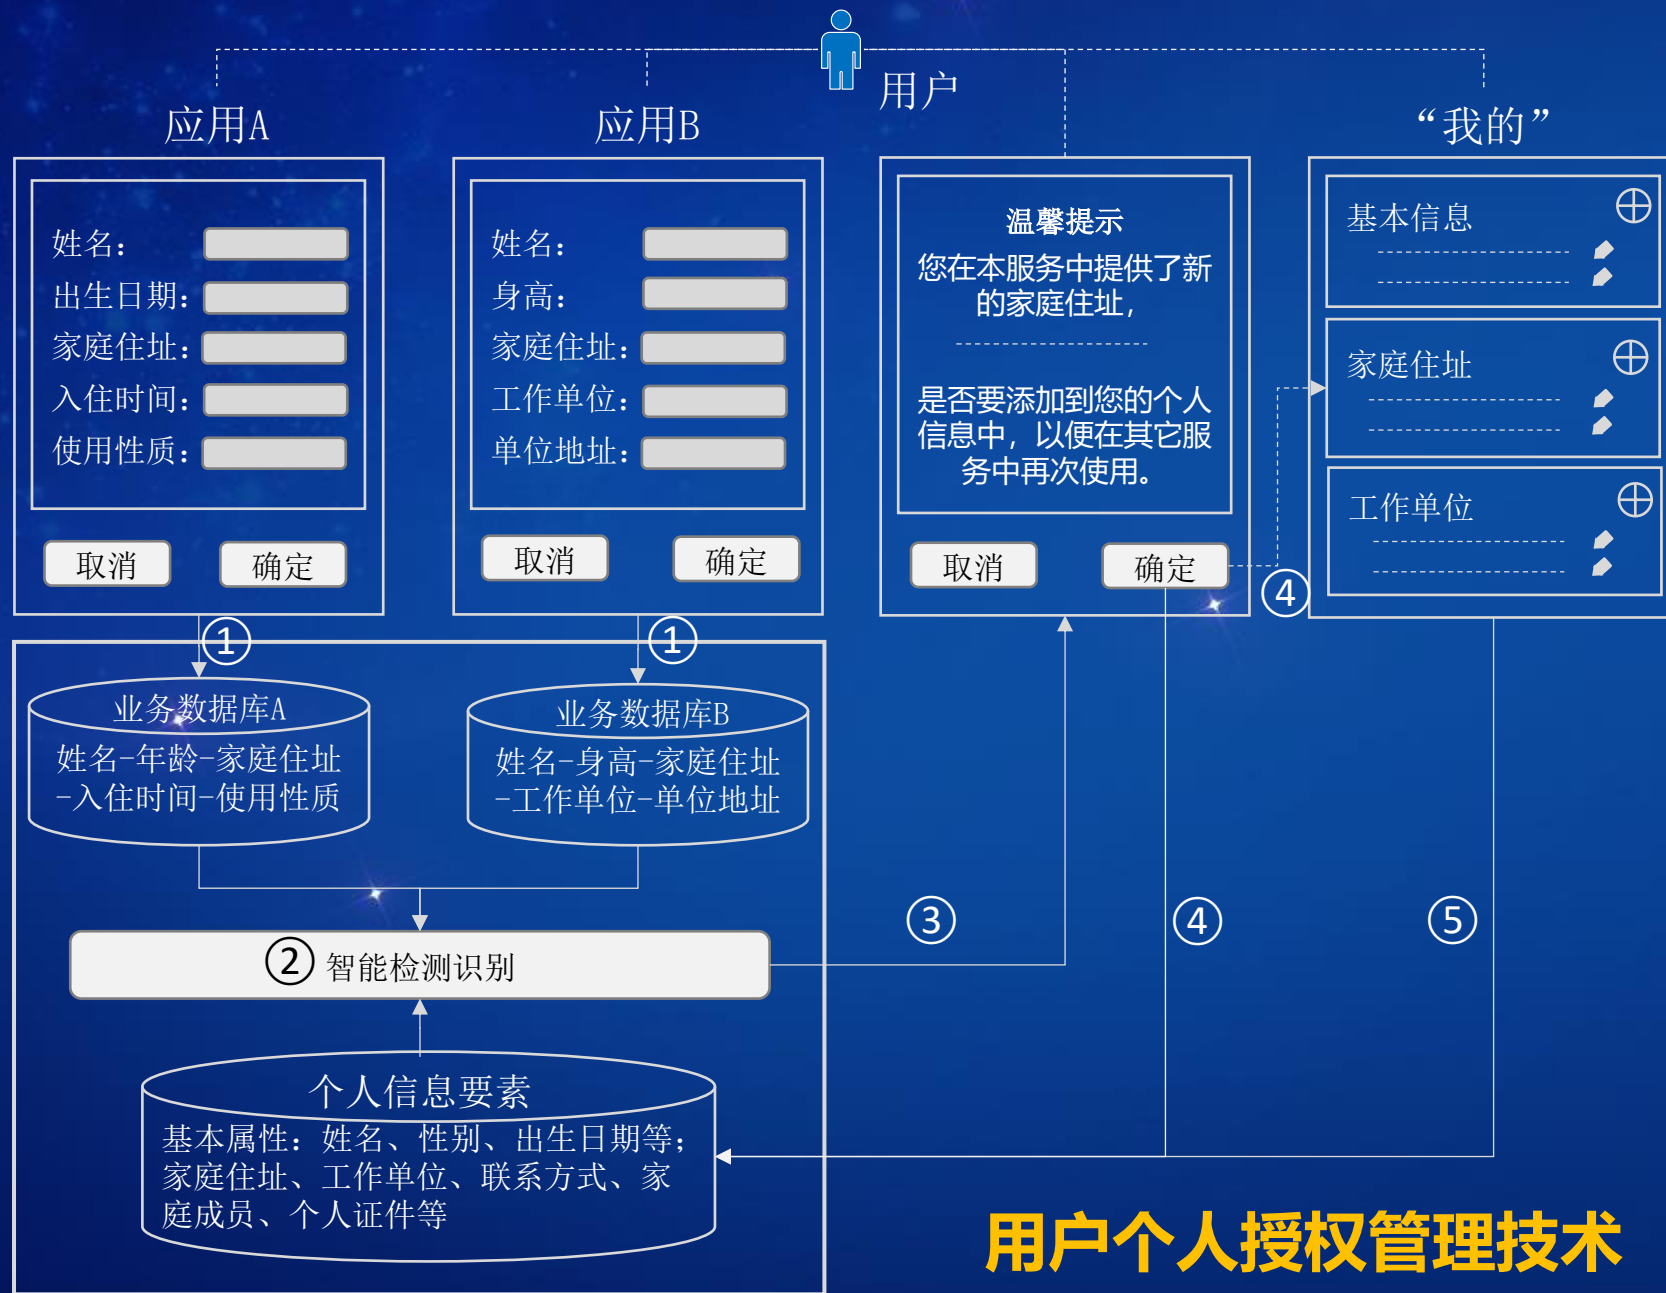 用户
应用A
应用B
“我的”
姓名：
出生日期：
家庭住址：
入住时间：
使用性质：
取消
确定
姓名：
身高：
家庭住址：
工作单位：
单位地址：
取消
确定
温馨提示
您在本服务中提供了新
的家庭住址，
是否要添加到您的个人
信息中，以便在其它服
务中再次使用。
取消
确定
基本信息
家庭住址
工作单位
④
①
①
业务数据库A
姓名-年龄-家庭住址
-入住时间-使用性质
业务数据库B
姓名-身高-家庭住址
-工作单位-单位地址
②智能检测识别
③
④
⑤
个人信息要素
基本属性：姓名、性别、出生日期等；
家庭住址、工作单位、联系方式、家
庭成员、个人证件等
用户个人授权管理技术